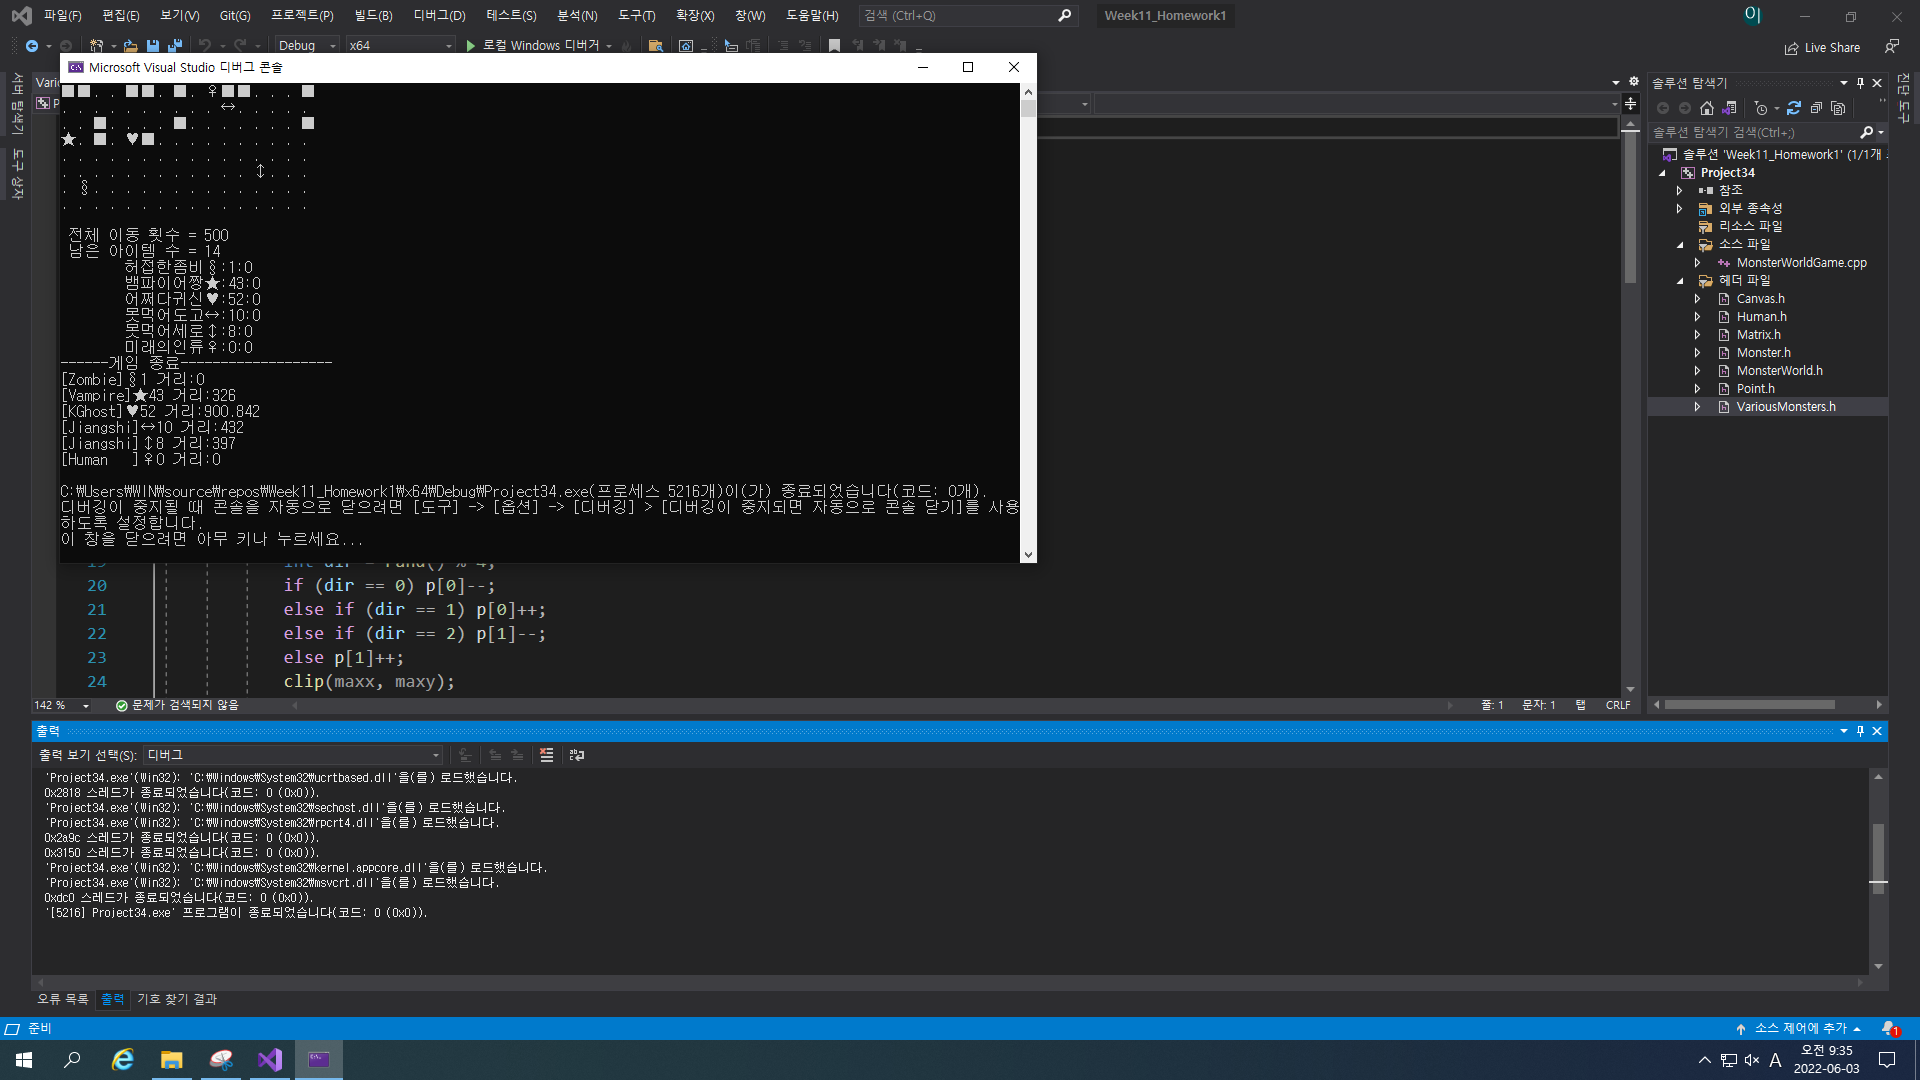 파일(F) 편집(E) 보기(V) Git(G) 프로젝트(P) 빌드(B) 디버그(D) 테스트(S) 분석(N) 도구(T) 확장(X) 창(W) 도움말(H) 검색 (Ctrl+Q) Week11_Homework1
Debug x64 로컬 Windows 디버거 Live Share
서버 탐색기
도구 상자
Microsoft Visual Studio 디버그 콘솔
전체 이동 횟수 = 500
남은 아이템 수 = 14
허접한좀비§:1:0
뱀파이어짱★:43:0
어쩌다귀신♥:52:0
못먹어도고↔:10:0
못먹어세로↕:8:0
미래의인류♀:0:0
------게임 종료-------------------
[Zombie]§1 거리:0
[Vampire]★43 거리:326
[KGhost]♥52 거리:900.842
[Jiangshi]↔10 거리:432
[Jiangshi]↕8 거리:397
[Human   ]♀0 거리:0
C:₩Users₩WIN₩source₩repos₩Week11_Homework1₩x64₩Debug₩Project34.exe(프로세스 5216개)이(가) 종료되었습니다(코드: 0개).
디버깅이 중지될 때 콘솔을 자동으로 닫으려면 [도구] -> [옵션] -> [디버깅] > [디버깅이 중지되면 자동으로 콘솔 닫기]를 사용
하도록 설정합니다.
이 창을 닫으려면 아무 키나 누르세요...
20 if (dir == 0) p[0]--;
21 else if (dir == 1) p[0]++;
22 else if (dir == 2) p[1]--;
23 else p[1]++;
24 clip(maxx, maxy);
142 % 문제가 검색되지 않음 줄: 1 문자: 1 탭 CRLF
솔루션 탐색기
솔루션 탐색기 검색(Ctrl+;)
솔루션 'Week11_Homework1' (1/1개
Project34
참조
외부 종속성
리소스 파일
소스 파일
MonsterWorldGame.cpp
헤더 파일
Canvas.h
Human.h
Matrix.h
Monster.h
MonsterWorld.h
Point.h
VariousMonsters.h
진단 도구
출력
출력 보기 선택(S): 디버그
'Project34.exe'(Win32): 'C:₩Windows₩System32₩ucrtbased.dll'을(를) 로드했습니다.
0x2818 스레드가 종료되었습니다(코드: 0 (0x0)).
'Project34.exe'(Win32): 'C:₩Windows₩System32₩sechost.dll'을(를) 로드했습니다.
'Project34.exe'(Win32): 'C:₩Windows₩System32₩rpcrt4.dll'을(를) 로드했습니다.
0x2a9c 스레드가 종료되었습니다(코드: 0 (0x0)).
0x3150 스레드가 종료되었습니다(코드: 0 (0x0)).
'Project34.exe'(Win32): 'C:₩Windows₩System32₩kernel.appcore.dll'을(를) 로드했습니다.
'Project34.exe'(Win32): 'C:₩Windows₩System32₩msvcrt.dll'을(를) 로드했습니다.
0xdc0 스레드가 종료되었습니다(코드: 0 (0x0)).
'[5216] Project34.exe' 프로그램이 종료되었습니다(코드: 0 (0x0)).
오류 목록 출력 기호 찾기 결과
준비 소스 제어에 추가 1
A 오전 9:35
2022-06-03